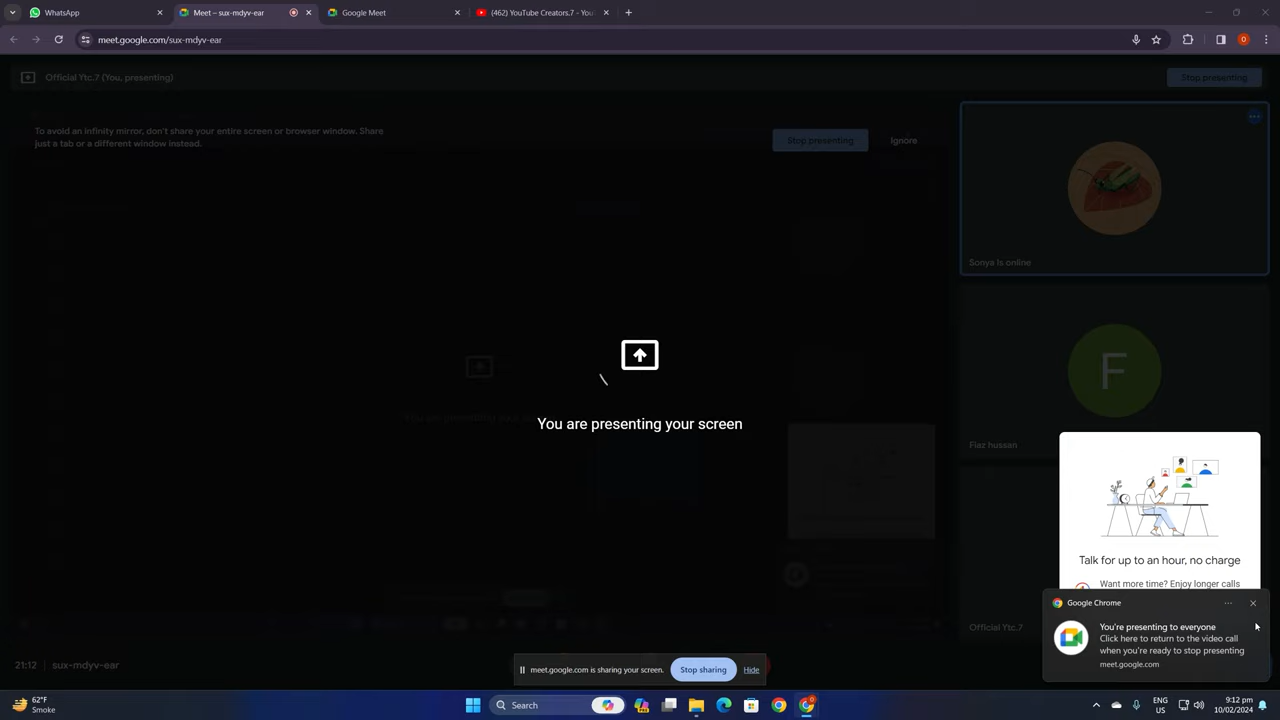 WhatsApp
Meet – sux-mdyv-ear
Google Meet
(462) YouTube Creators.7 - You
meet.google.com/sux-mdyv-ear
Official Ytc.7 (You, presenting)
Stop presenting
To avoid an infinity mirror, don't share your entire screen or browser window. Share
just a tab or a different window instead.
Stop presenting
Ignore
Sonya Is online
You are presenting your screen
F
Fiaz hussan
Talk for up to an hour, no charge
Want more time? Enjoy longer calls
Google Chrome
You're presenting to everyone
Click here to return to the video call
when you're ready to stop presenting
meet.google.com
Official Ytc.7
21:12 | sux-mdyv-ear
meet.google.com is sharing your screen.
Stop sharing
Hide
62°F
Smoke
Search
ENG
US
9:12 pm
10/02/2024